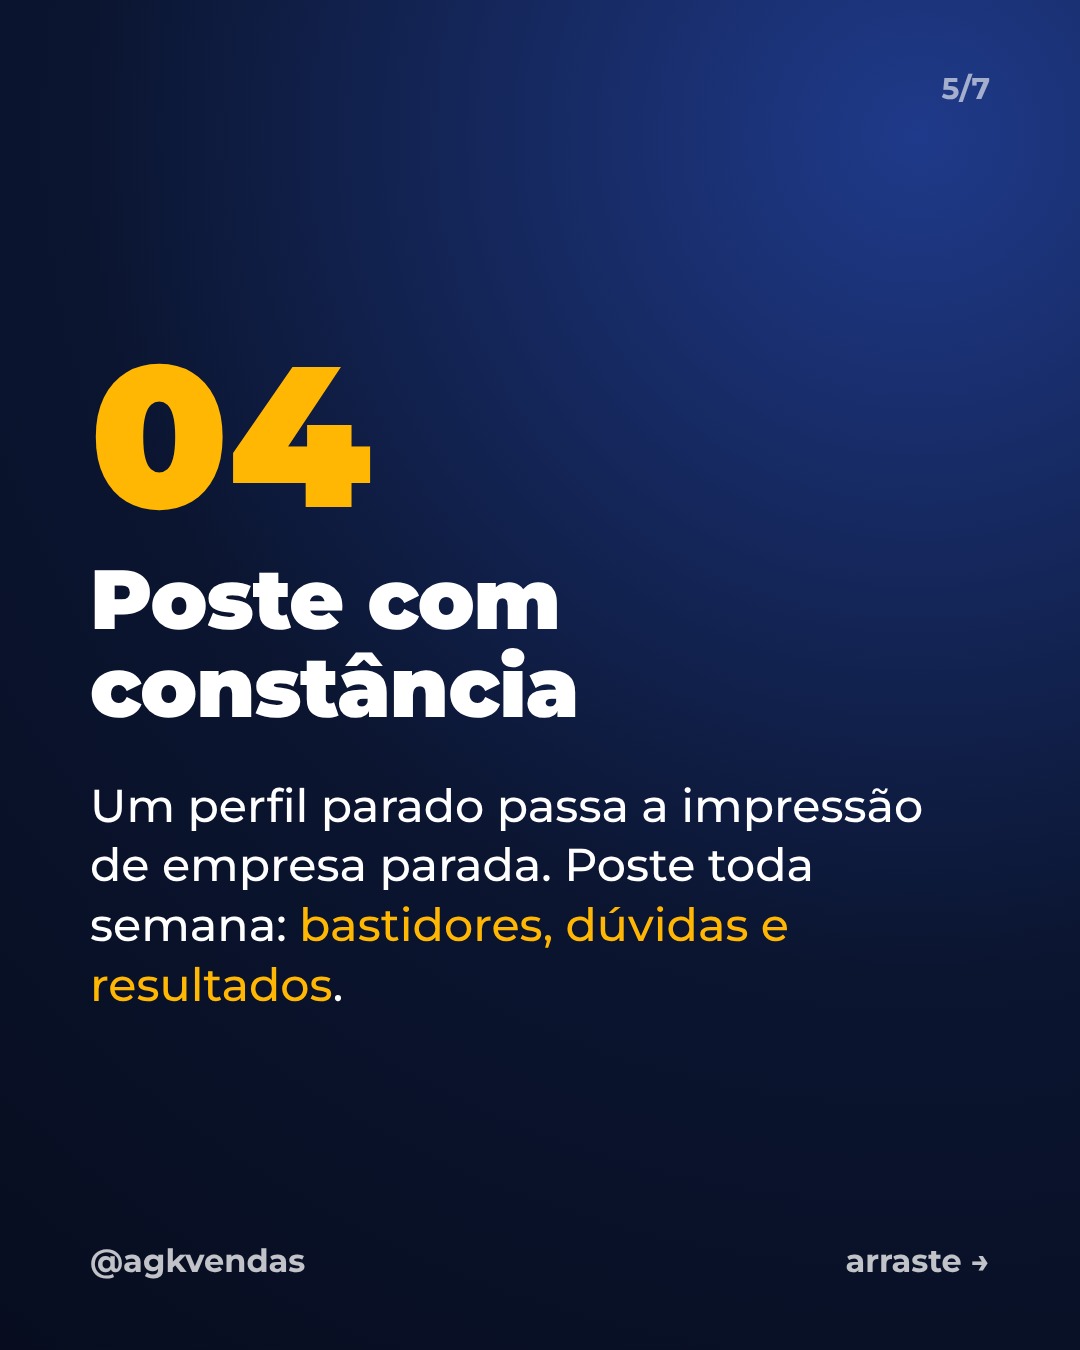 5/7
04
Poste com
constância
Um perfil parado passa a impressão
de empresa parada. Poste toda
semana: bastidores, dúvidas e
resultados.
@agkvendas
arraste →